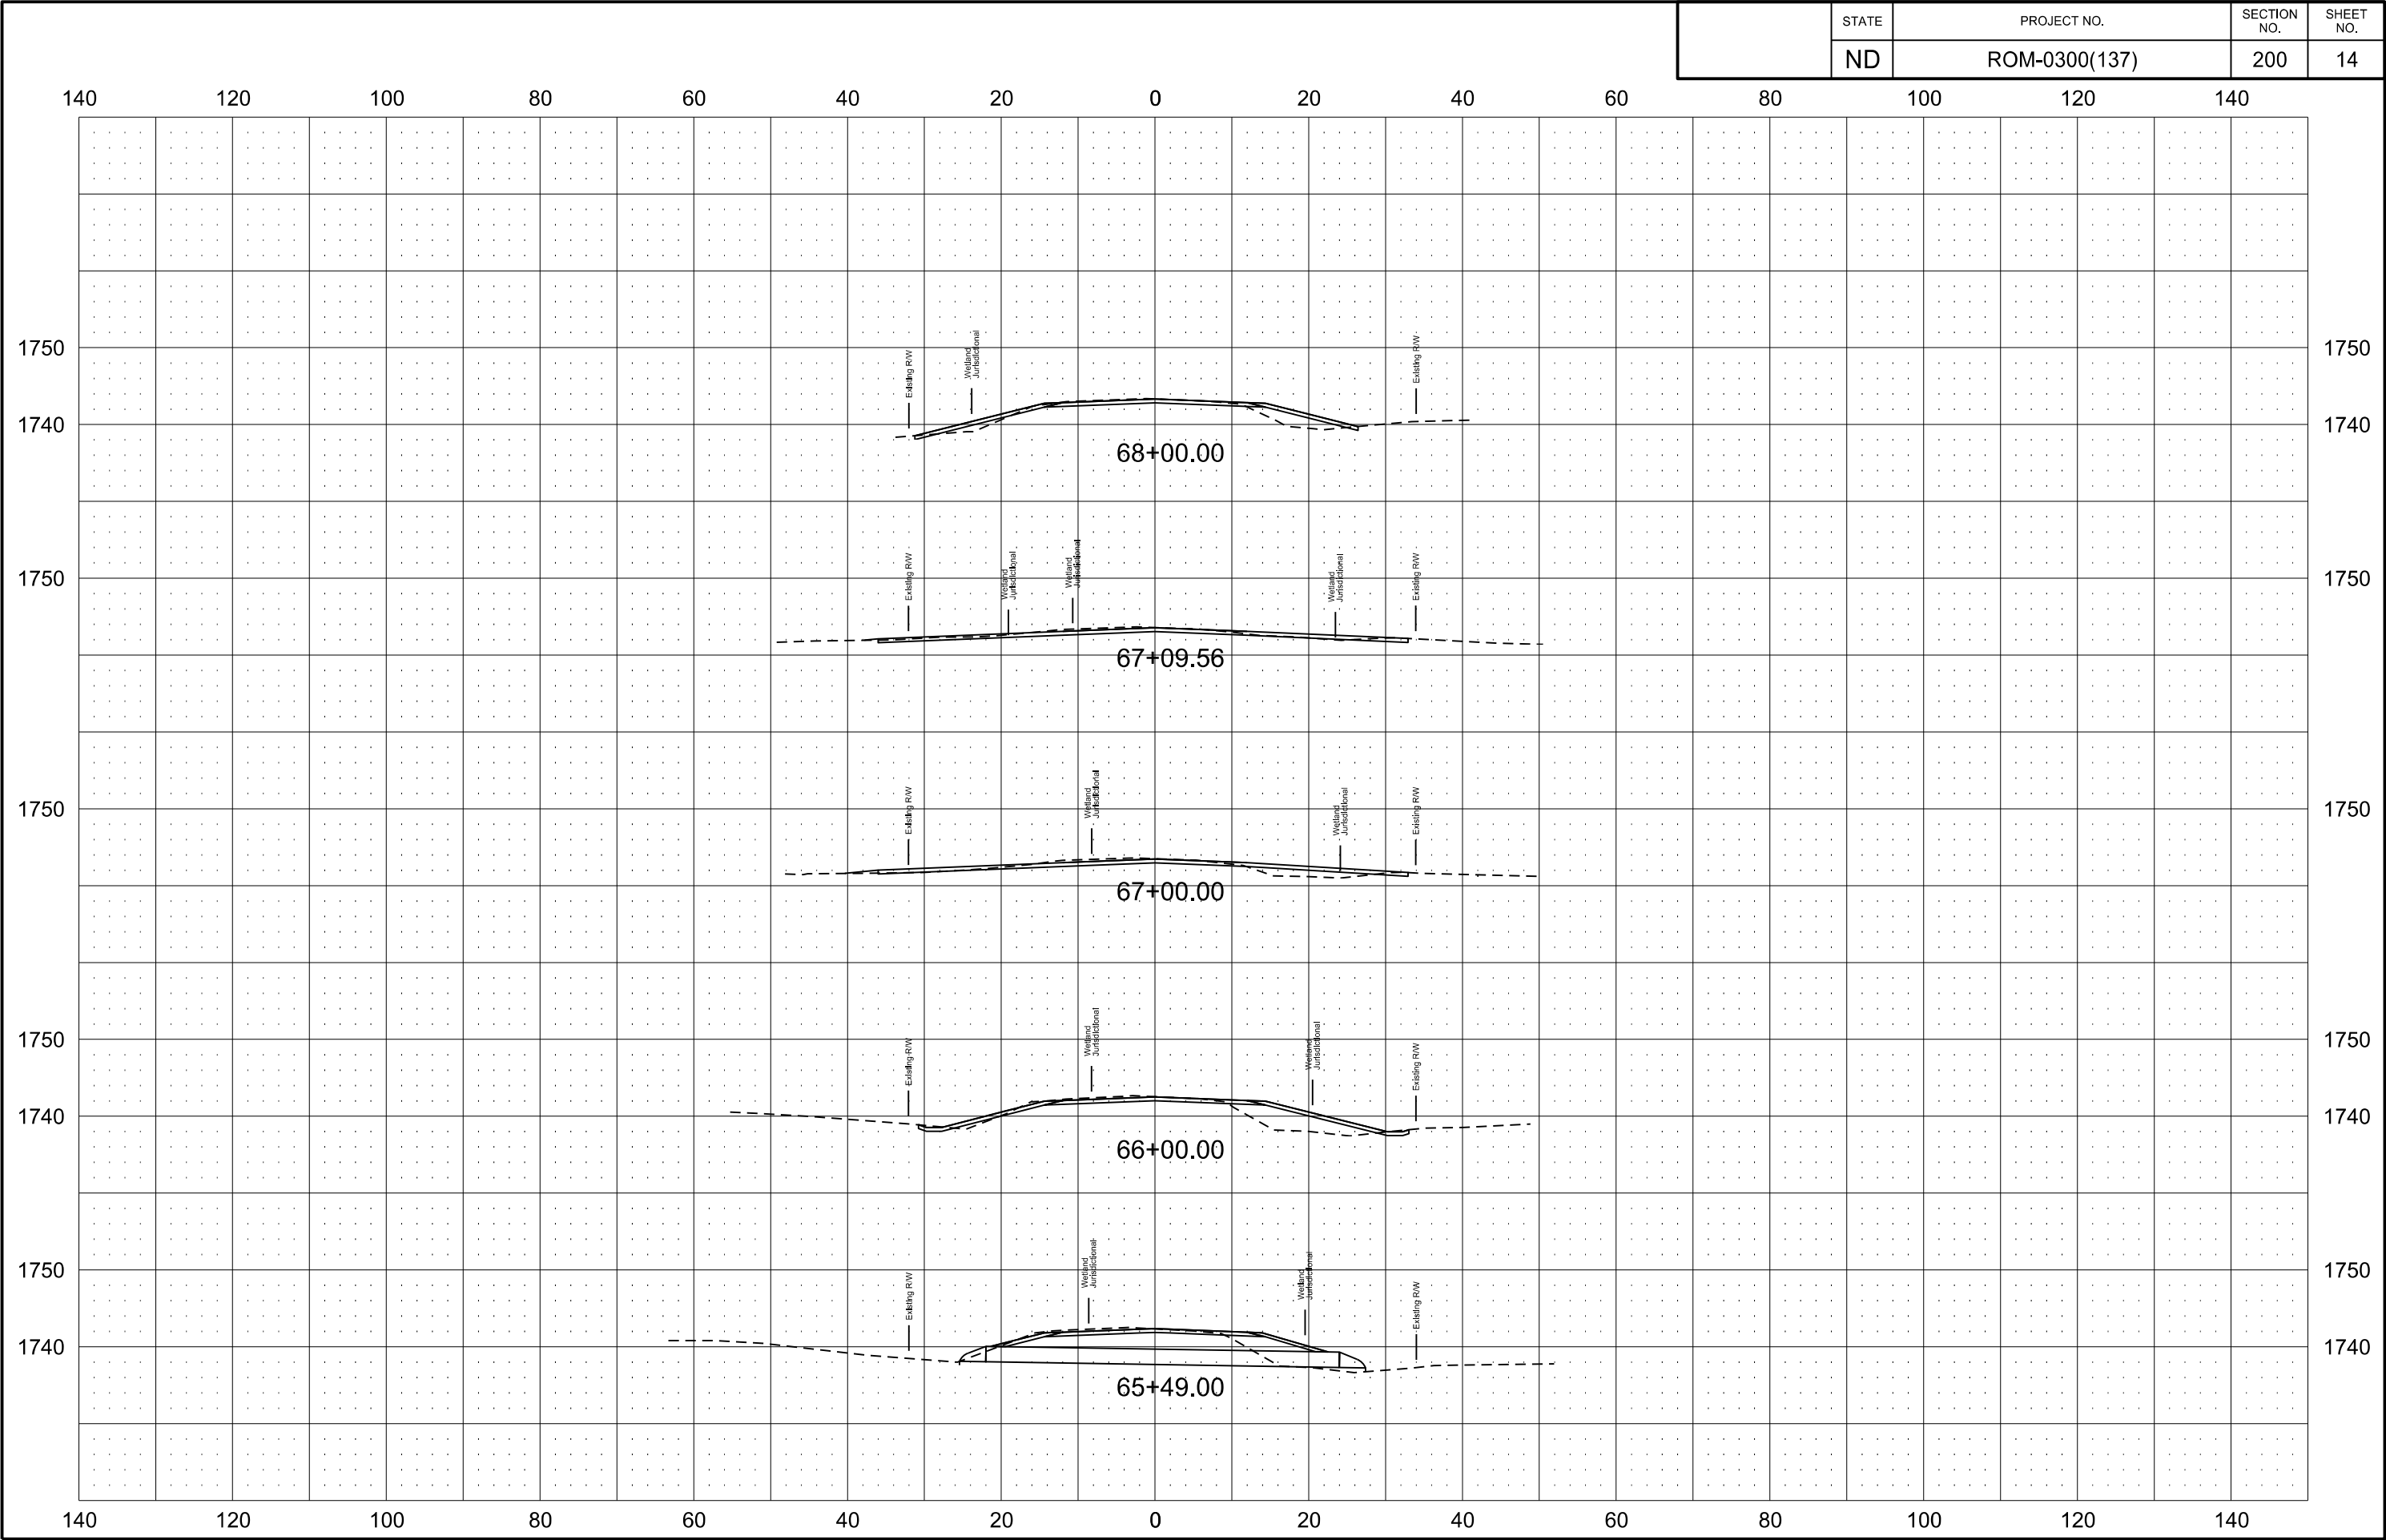 STATE PROJECT NO. SECTION NO. SHEET NO.
ND ROM-0300(137) 200 14
140 120 100 80 60 40 20 0 20 40 60 80 100 120 140
Existing R/W
Wetland
Jurisdictional
Existing R/W
1750 1750
1740 1740
68+00.00
Existing R/W
Wetland
Jurisdictional
Wetland
Jurisdictional
Wetland
Jurisdictional
Existing R/W
1750 1750
67+09.56
Existing R/W
Wetland
Jurisdictional
Wetland
Jurisdictional
Existing R/W
1750 1750
67+00.00
Existing R/W
Wetland
Jurisdictional
Wetland
Jurisdictional
Existing R/W
1750 1750
1740 1740
66+00.00
Existing R/W
Wetland
Jurisdictional
Wetland
Jurisdictional
Existing R/W
1750 1750
1740 1740
65+49.00
140 120 100 80 60 40 20 0 20 40 60 80 100 120 140